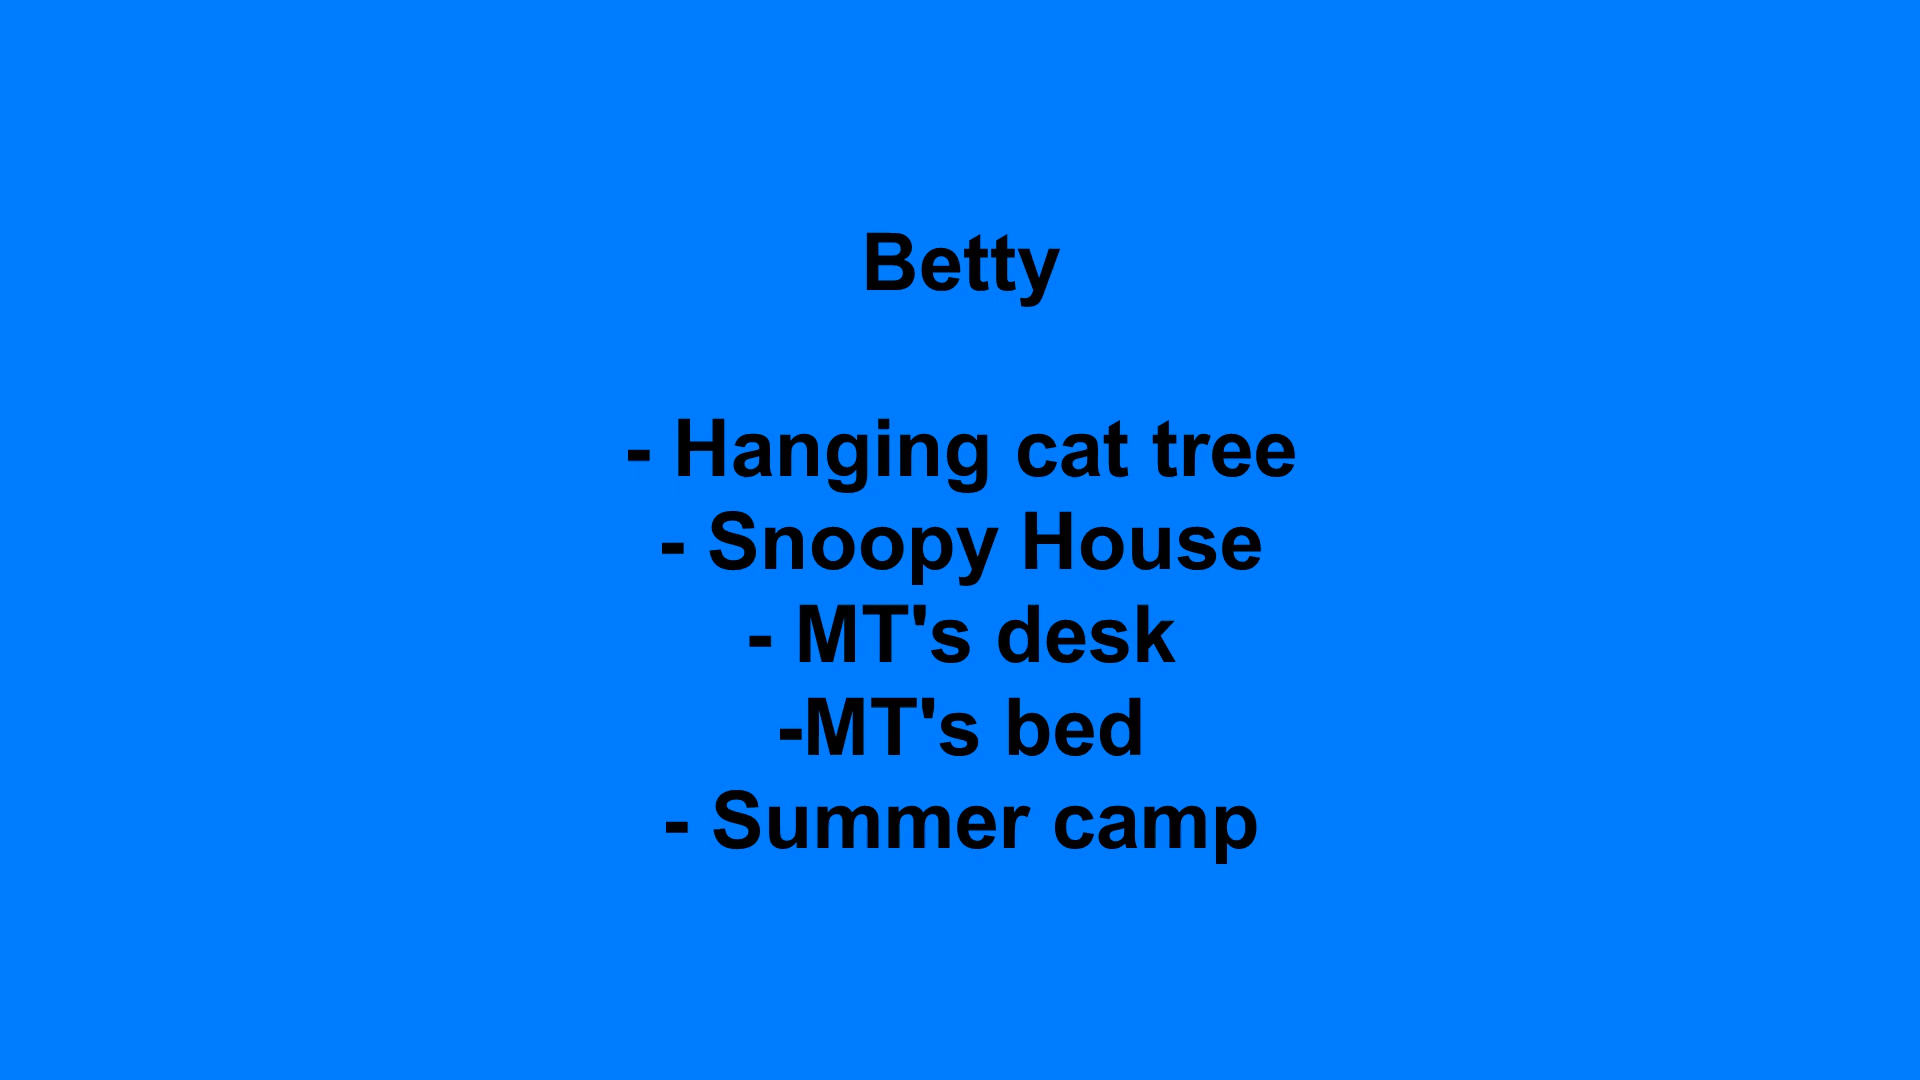 Betty
- Hanging cat tree
- Snoopy House
- MT's desk
-MT's bed
- Summer camp